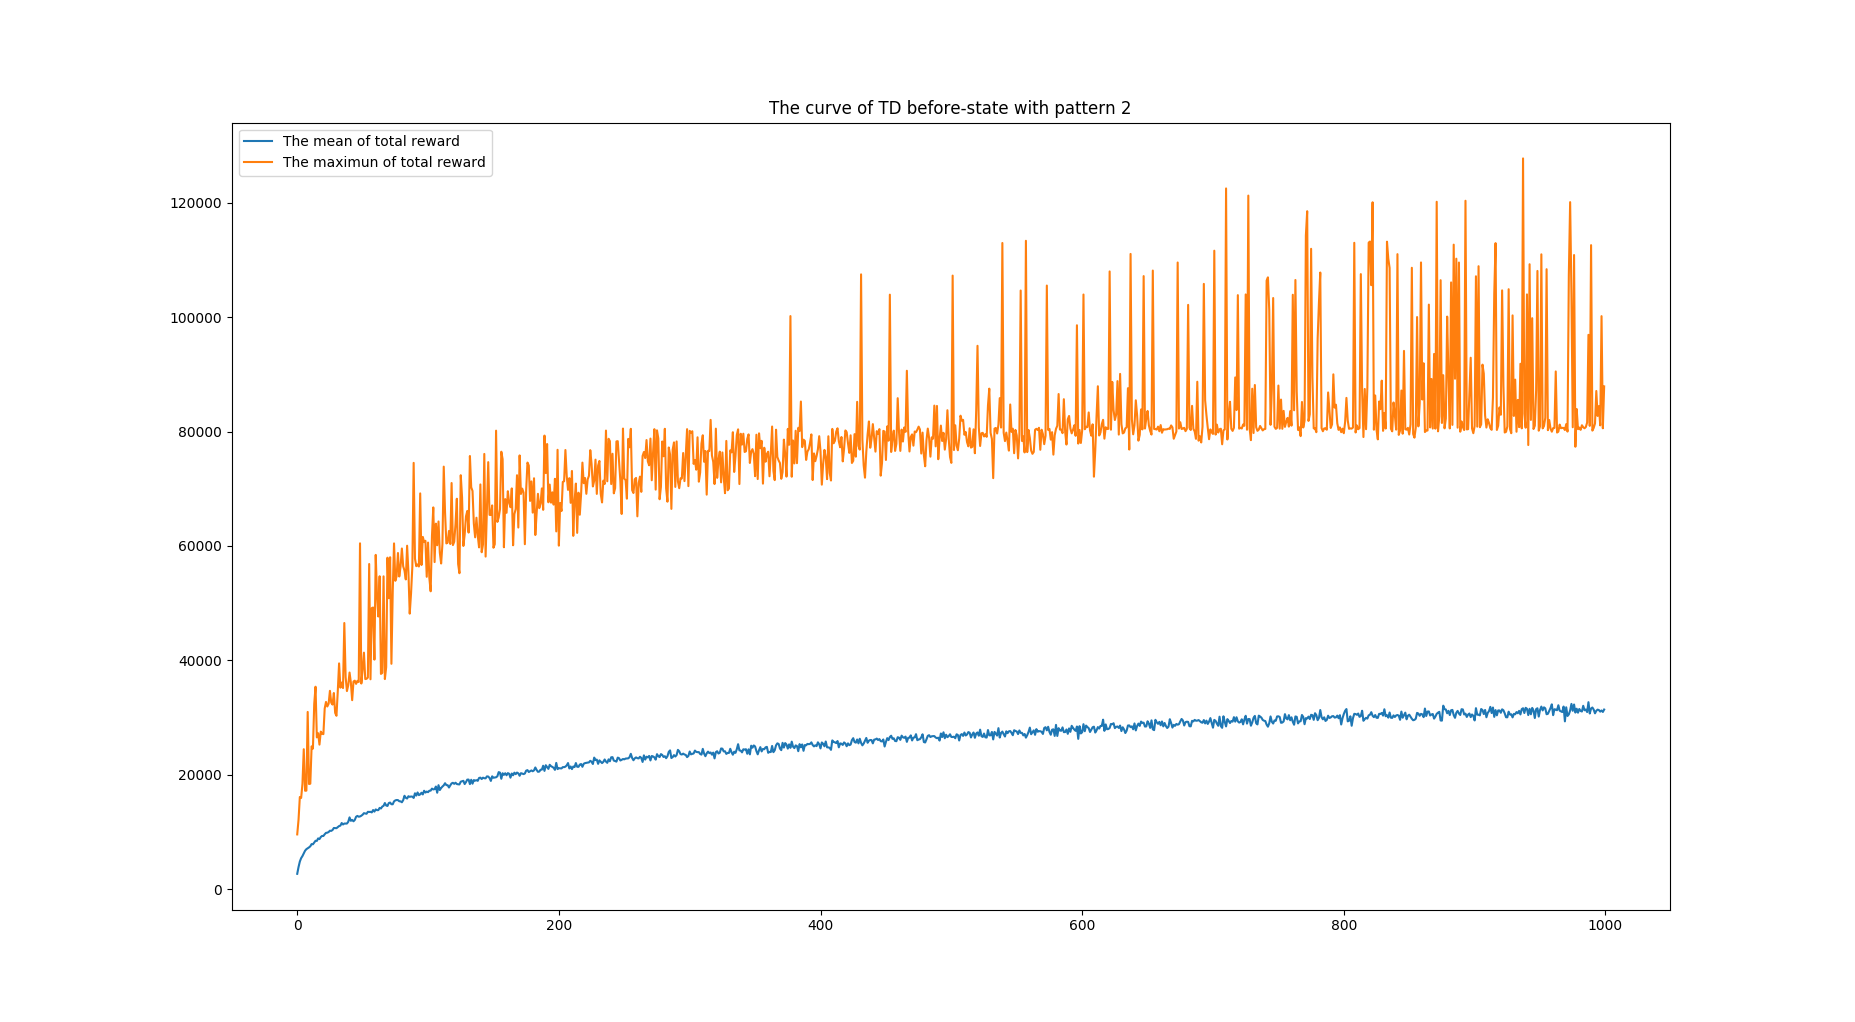 The curve of TD before-state with pattern 2
The mean of total reward
The maximun of total reward
120000
100000
80000
60000
40000
20000
0
0 200 400 600 800 1000